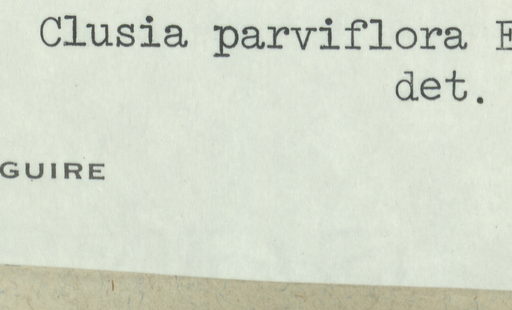 Clusia parviflora E
det.
GUIRE